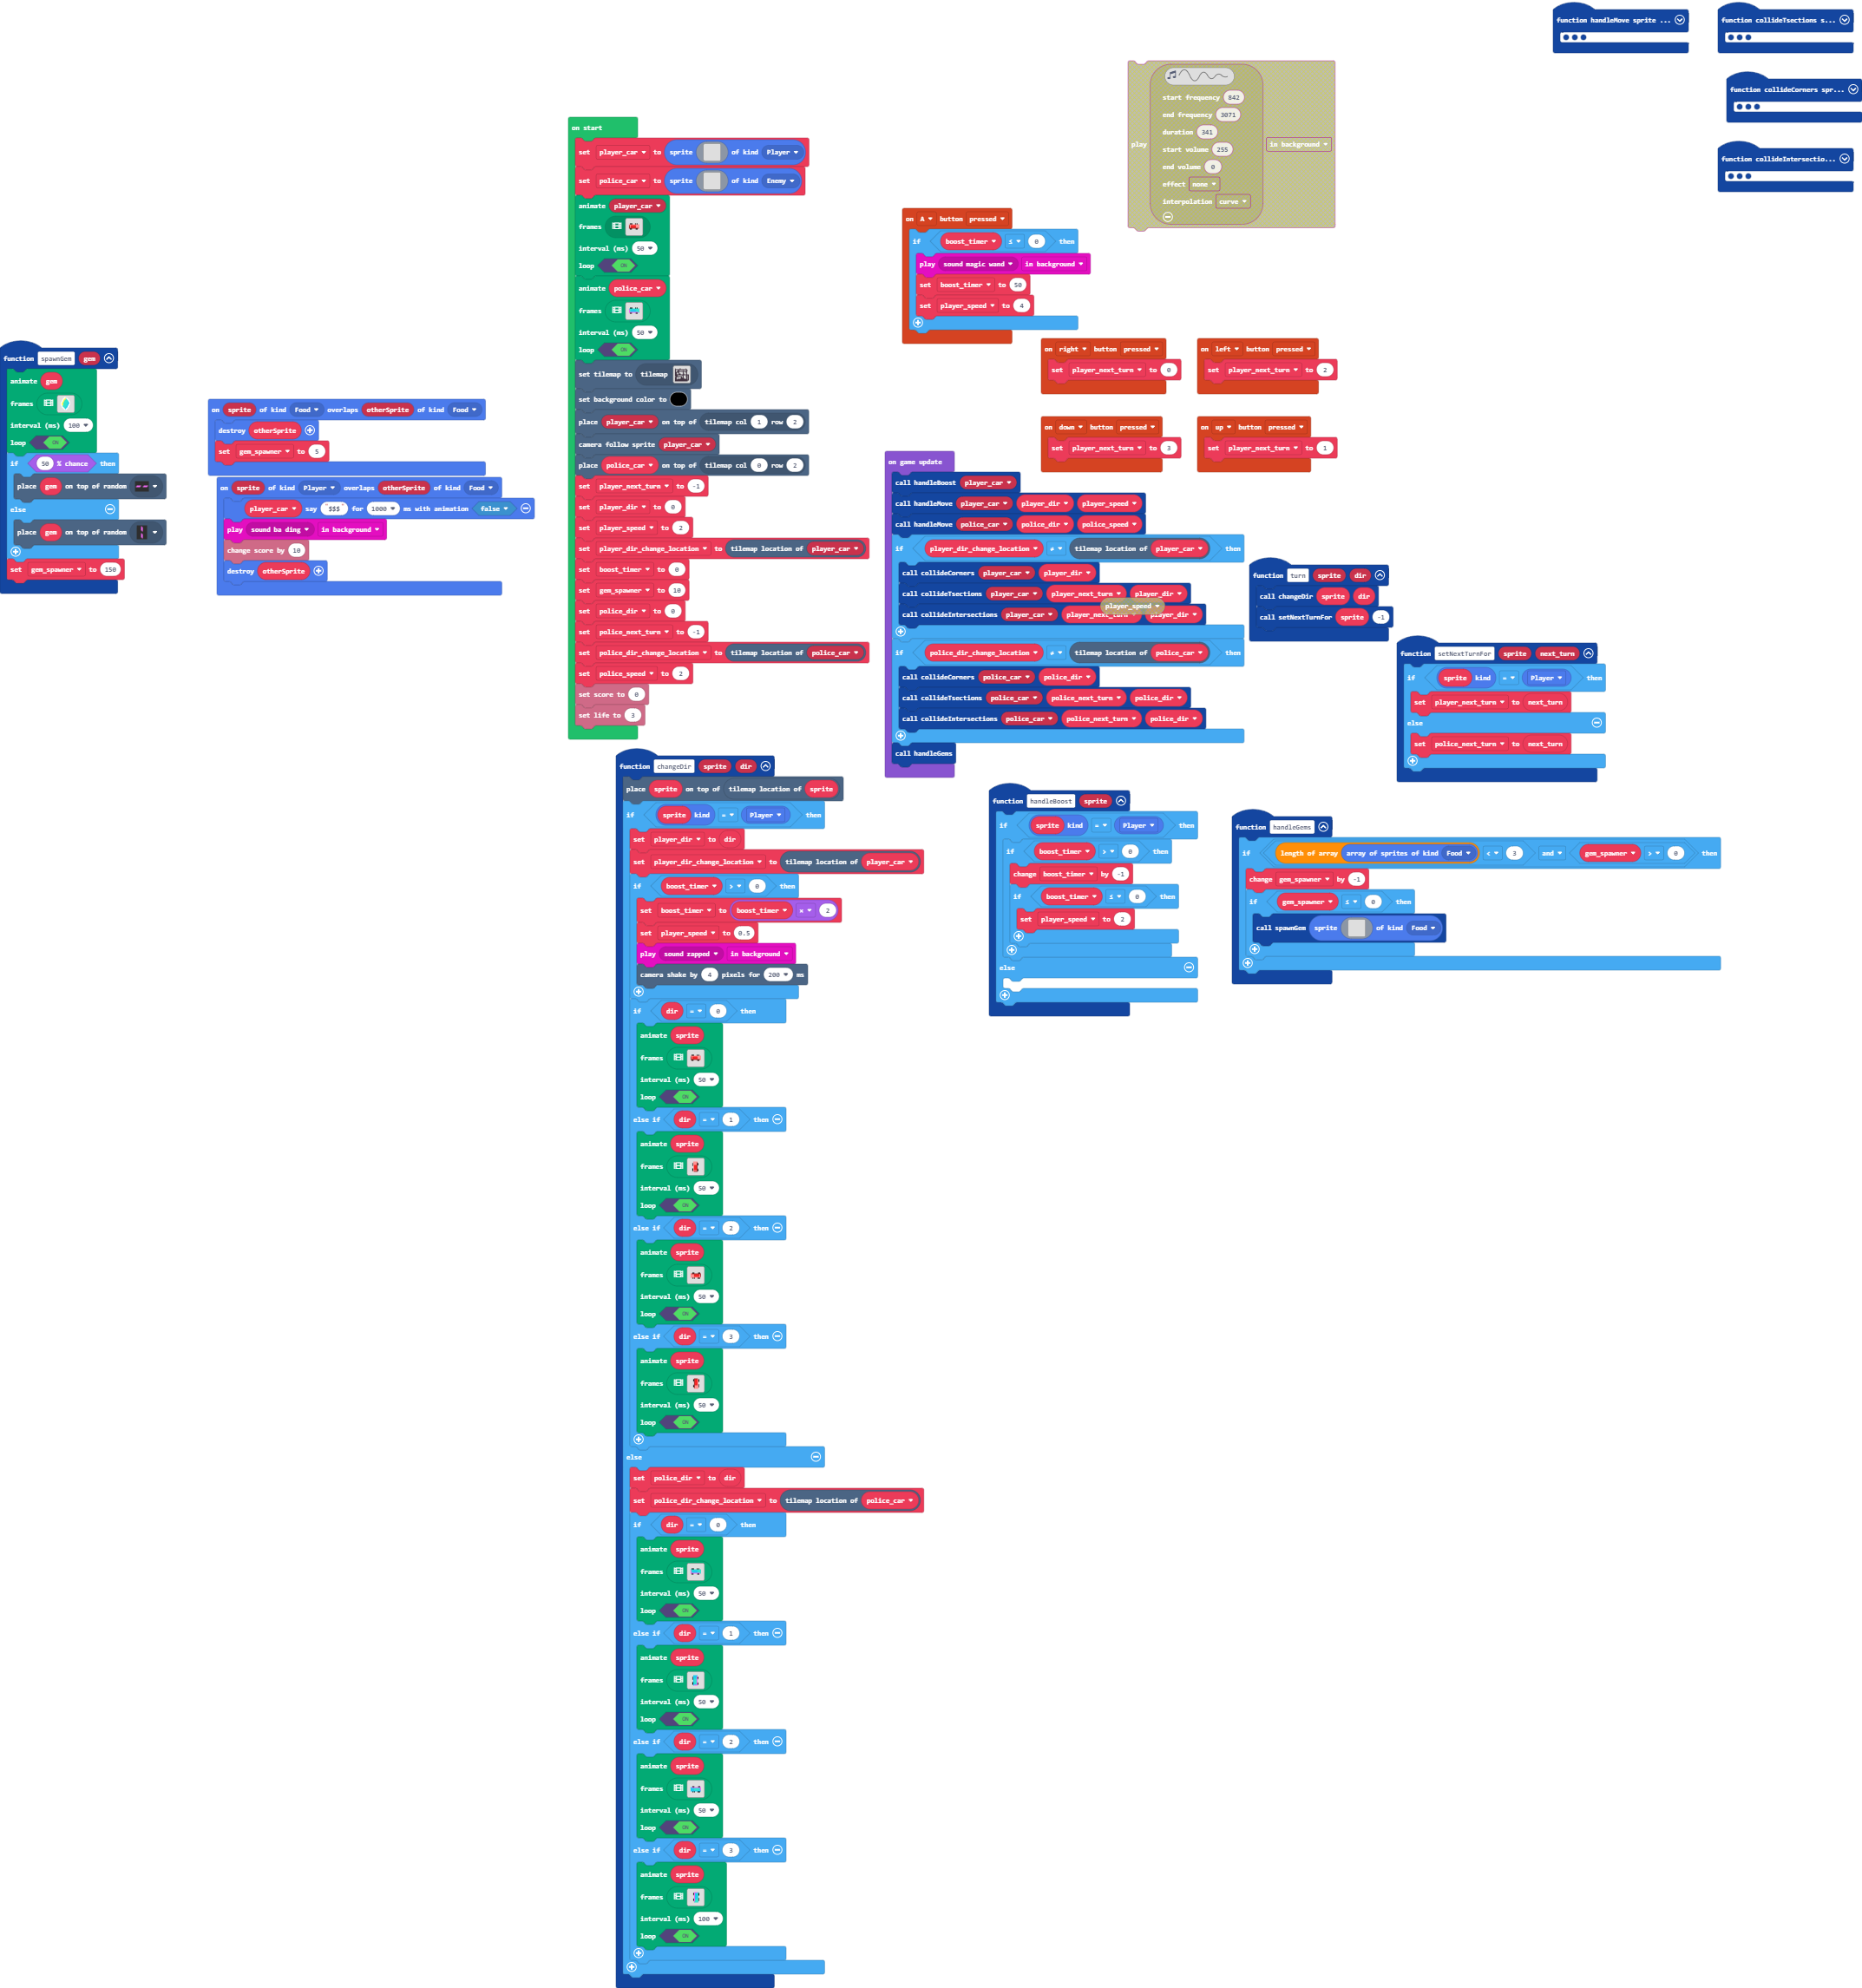 function handleMove sprite ...
function collideTsections s...
function collideCorners spr...
function collideIntersectio...
play
start frequency 842
end frequency 3071
duration 341
start volume 255
end volume 0
effect none
interpolation curve
in background
on start
set player_car to sprite of kind Player
set police_car to sprite of kind Enemy
animate player_car
frames
interval (ms) 50
loop ON
animate police_car
frames
interval (ms) 50
loop ON
set tilemap to tilemap
set background color to
place player_car on top of tilemap col 1 row 2
camera follow sprite player_car
place police_car on top of tilemap col 0 row 2
set player_next_turn to -1
set player_dir to 0
set player_speed to 2
set player_dir_change_location to tilemap location of player_car
set boost_timer to 0
set gem_spawner to 10
set police_dir to 0
set police_next_turn to -1
set police_dir_change_location to tilemap location of police_car
set police_speed to 2
set score to 0
set life to 3
on A button pressed
if boost_timer ≤ 0 then
play sound magic wand in background
set boost_timer to 50
set player_speed to 4
on right button pressed
set player_next_turn to 0
on left button pressed
set player_next_turn to 2
on down button pressed
set player_next_turn to 3
on up button pressed
set player_next_turn to 1
function spawnGem gem
animate gem
frames
interval (ms) 100
loop ON
if 50 % chance then
place gem on top of random
else
place gem on top of random
set gem_spawner to 150
on sprite of kind Food overlaps otherSprite of kind Food
destroy otherSprite
set gem_spawner to 5
on sprite of kind Player overlaps otherSprite of kind Food
player_car say `$$$` for 1000 ms with animation false
play sound ba ding in background
change score by 10
destroy otherSprite
on game update
call handleBoost player_car
call handleMove player_car player_dir player_speed
call handleMove police_car police_dir police_speed
if player_dir_change_location ≠ tilemap location of player_car then
call collideCorners player_car player_dir
call collideTsections player_car player_next_turn player_dir
player_speed
call collideIntersections player_car player_next_turn player_dir
if police_dir_change_location ≠ tilemap location of police_car then
call collideCorners police_car police_dir
call collideTsections police_car police_next_turn police_dir
call collideIntersections police_car police_next_turn police_dir
call handleGems
function turn sprite dir
call changeDir sprite dir
call setNextTurnFor sprite -1
function setNextTurnFor sprite next_turn
if sprite kind = Player then
set player_next_turn to next_turn
else
set police_next_turn to next_turn
function changeDir sprite dir
place sprite on top of tilemap location of sprite
if sprite kind = Player then
set player_dir to dir
set player_dir_change_location to tilemap location of player_car
if boost_timer > 0 then
set boost_timer to boost_timer × 2
set player_speed to 0.5
play sound zapped in background
camera shake by 4 pixels for 200 ms
if dir = 0 then
animate sprite
frames
interval (ms) 50
loop ON
else if dir = 1 then
animate sprite
frames
interval (ms) 50
loop ON
else if dir = 2 then
animate sprite
frames
interval (ms) 50
loop ON
else if dir = 3 then
animate sprite
frames
interval (ms) 50
loop ON
else
set police_dir to dir
set police_dir_change_location to tilemap location of police_car
if dir = 0 then
animate sprite
frames
interval (ms) 50
loop ON
else if dir = 1 then
animate sprite
frames
interval (ms) 50
loop ON
else if dir = 2 then
animate sprite
frames
interval (ms) 50
loop ON
else if dir = 3 then
animate sprite
frames
interval (ms) 100
loop ON
function handleBoost sprite
if sprite kind = Player then
if boost_timer > 0 then
change boost_timer by -1
if boost_timer ≤ 0 then
set player_speed to 2
else
function handleGems
if length of array array of sprites of kind Food < 3 and gem_spawner > 0 then
change gem_spawner by -1
if gem_spawner ≤ 0 then
call spawnGem sprite of kind Food